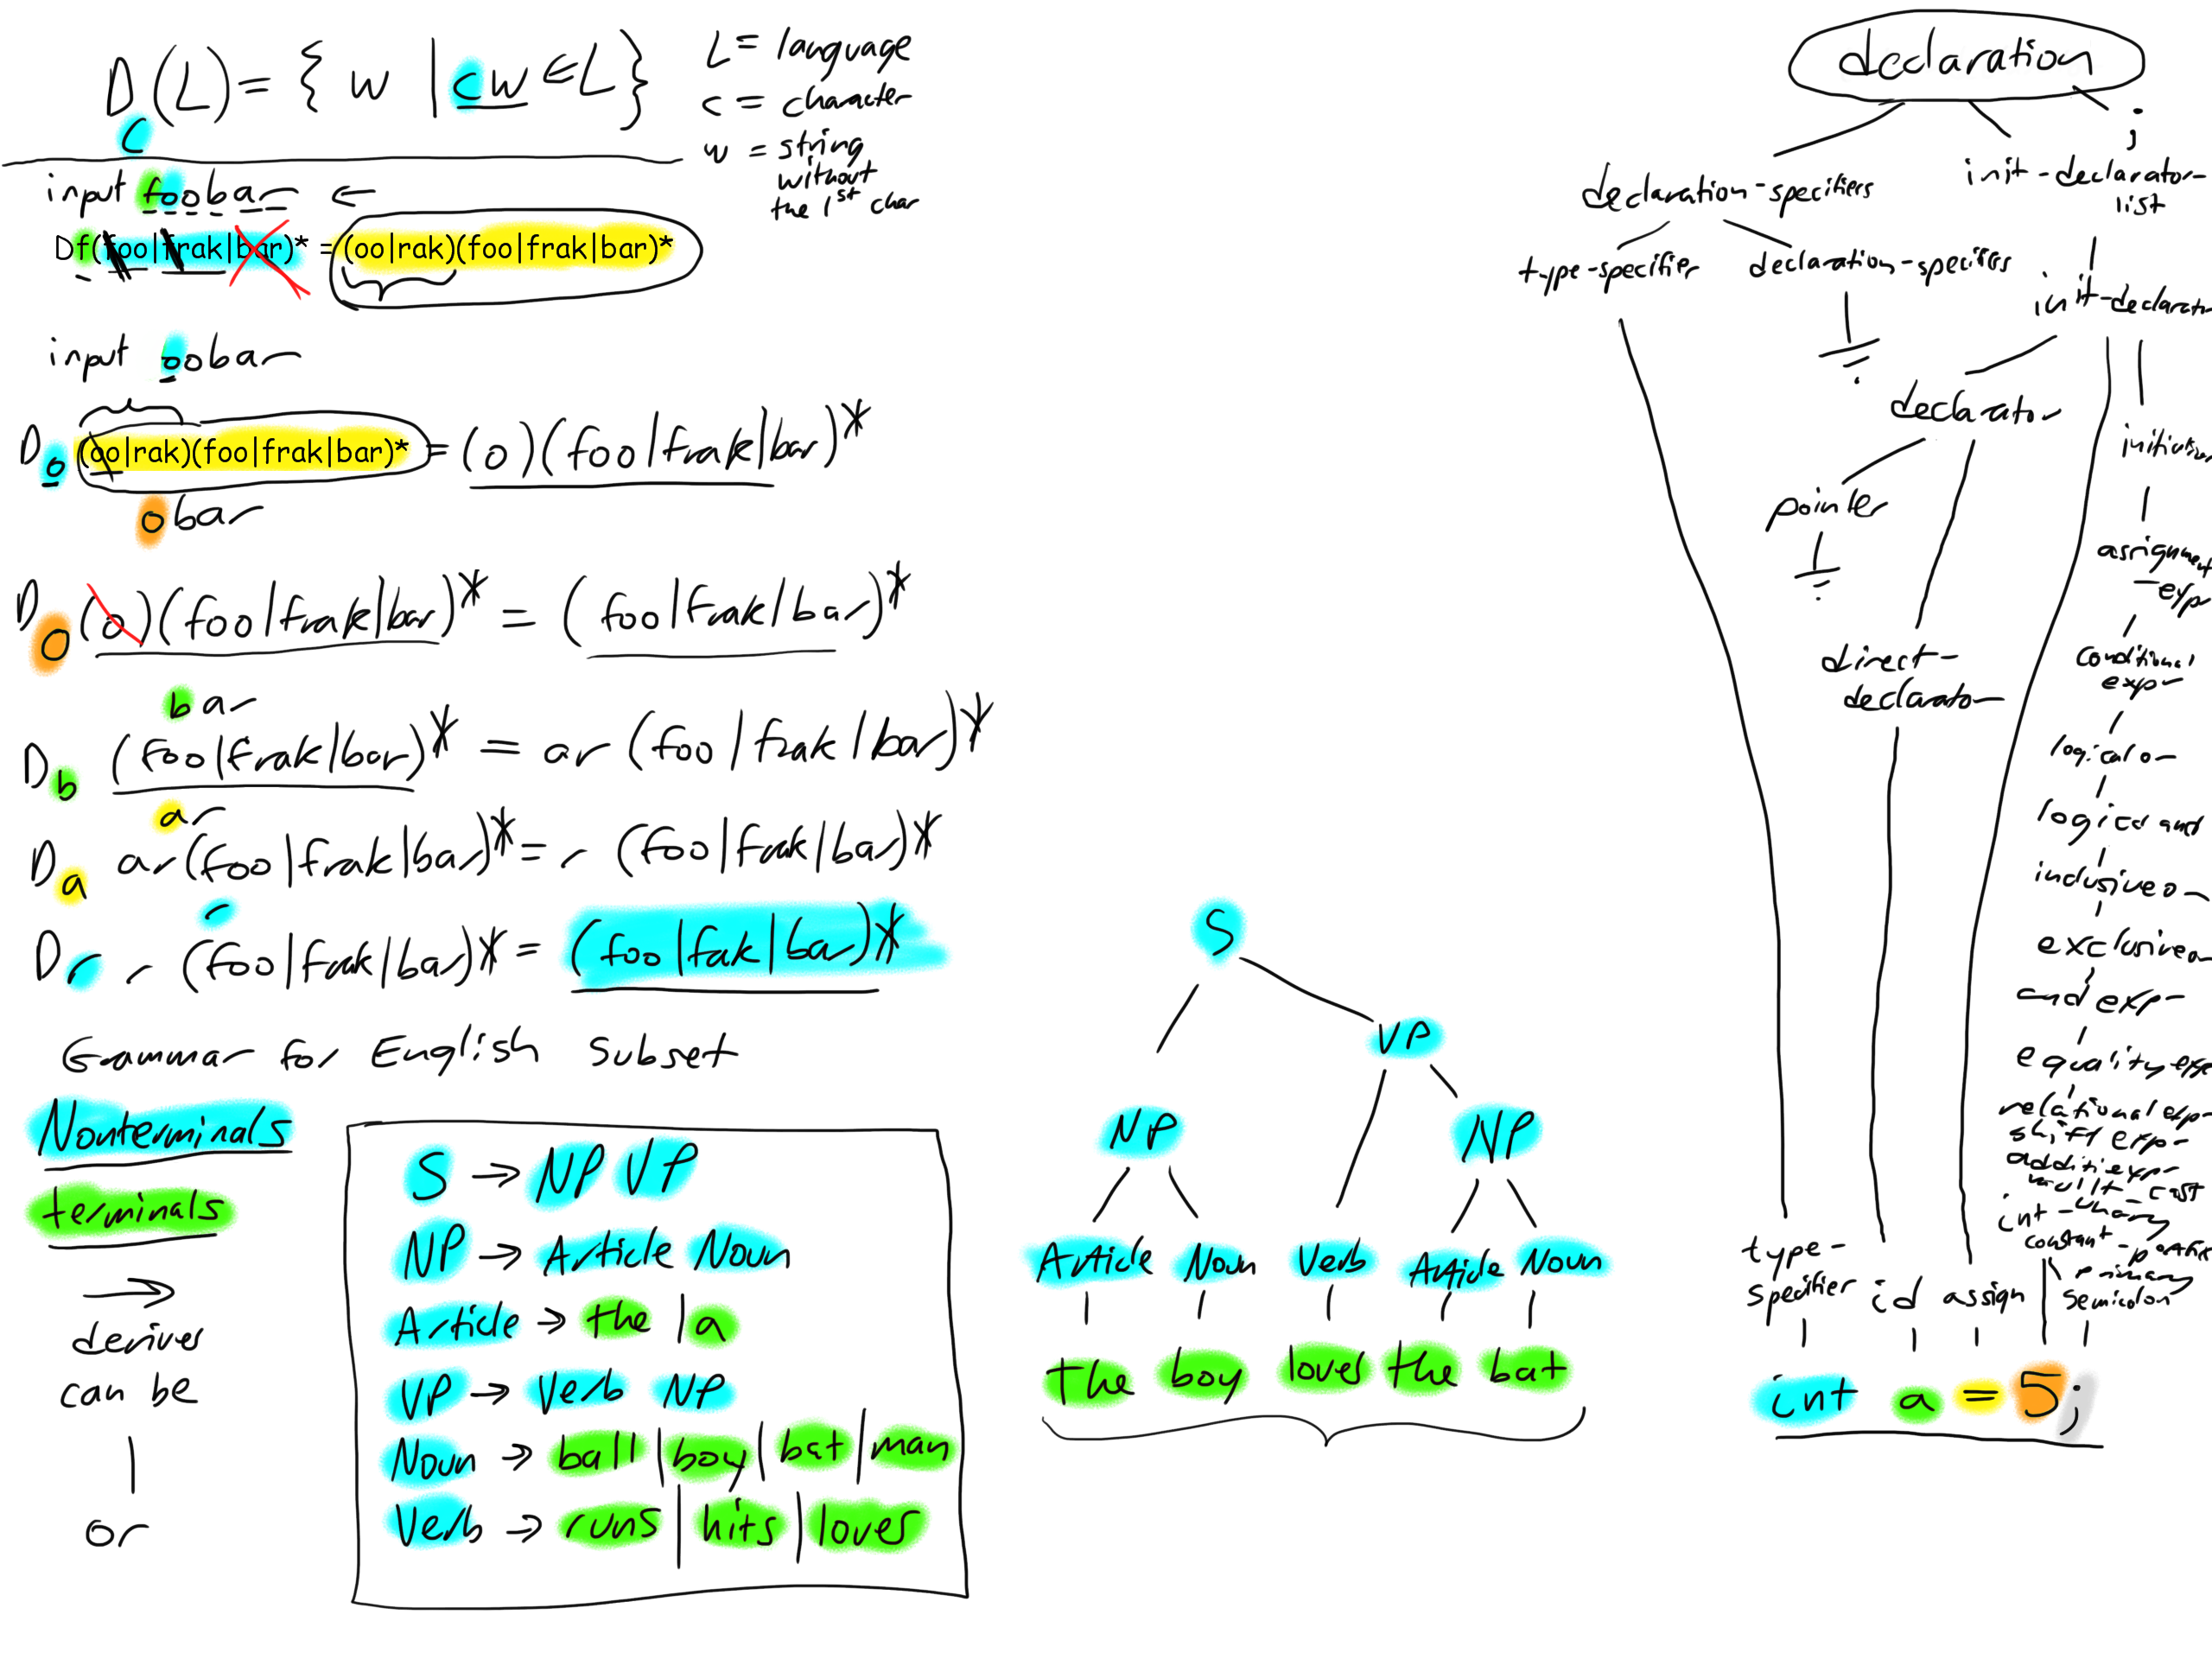 D_c(L) = { w | cw ∈ L }
L = language
c = character
w = string
without
the 1st char
input foobar ←
Df(foo|frak|bar)* = (oo|rak)(foo|frak|bar)*
input oobar
D_o (oo|rak)(foo|frak|bar)* = (o)(foo|frak|bar)*
obar
D_o (o)(foo|frak|bar)* = (foo|frak|bar)*
bar
D_b (foo|frak|bar)* = ar (foo|frak|bar)*
ar
D_a ar(foo|frak|bar)* = r (foo|frak|bar)*
r
D_r r (foo|frak|bar)* = (foo|fak|bar)*
Grammar for English Subset
Nonterminals
terminals
→
derives
can be
|
or
S → NP VP
NP → Article Noun
Article → the | a
VP → Verb NP
Noun → ball | boy | bat | man
Verb → runs | hits | loves
S
VP
NP NP
Article Noun Verb Article Noun
The boy loves the bat
declaration
;
declaration-specifiers
init-declarator-
list
type-specifier declaration-specifiers
init-declarator
declarator
pointer
assignment
-expr
direct-
declarator
conditional
expr
logical or
logical and
inclusive or
exclusive or
and expr
equality expr
relational expr
shift expr
mult - cast
int - unary
constant - postfix
primary
type-
specifier id assign
semicolon
int a = 5;